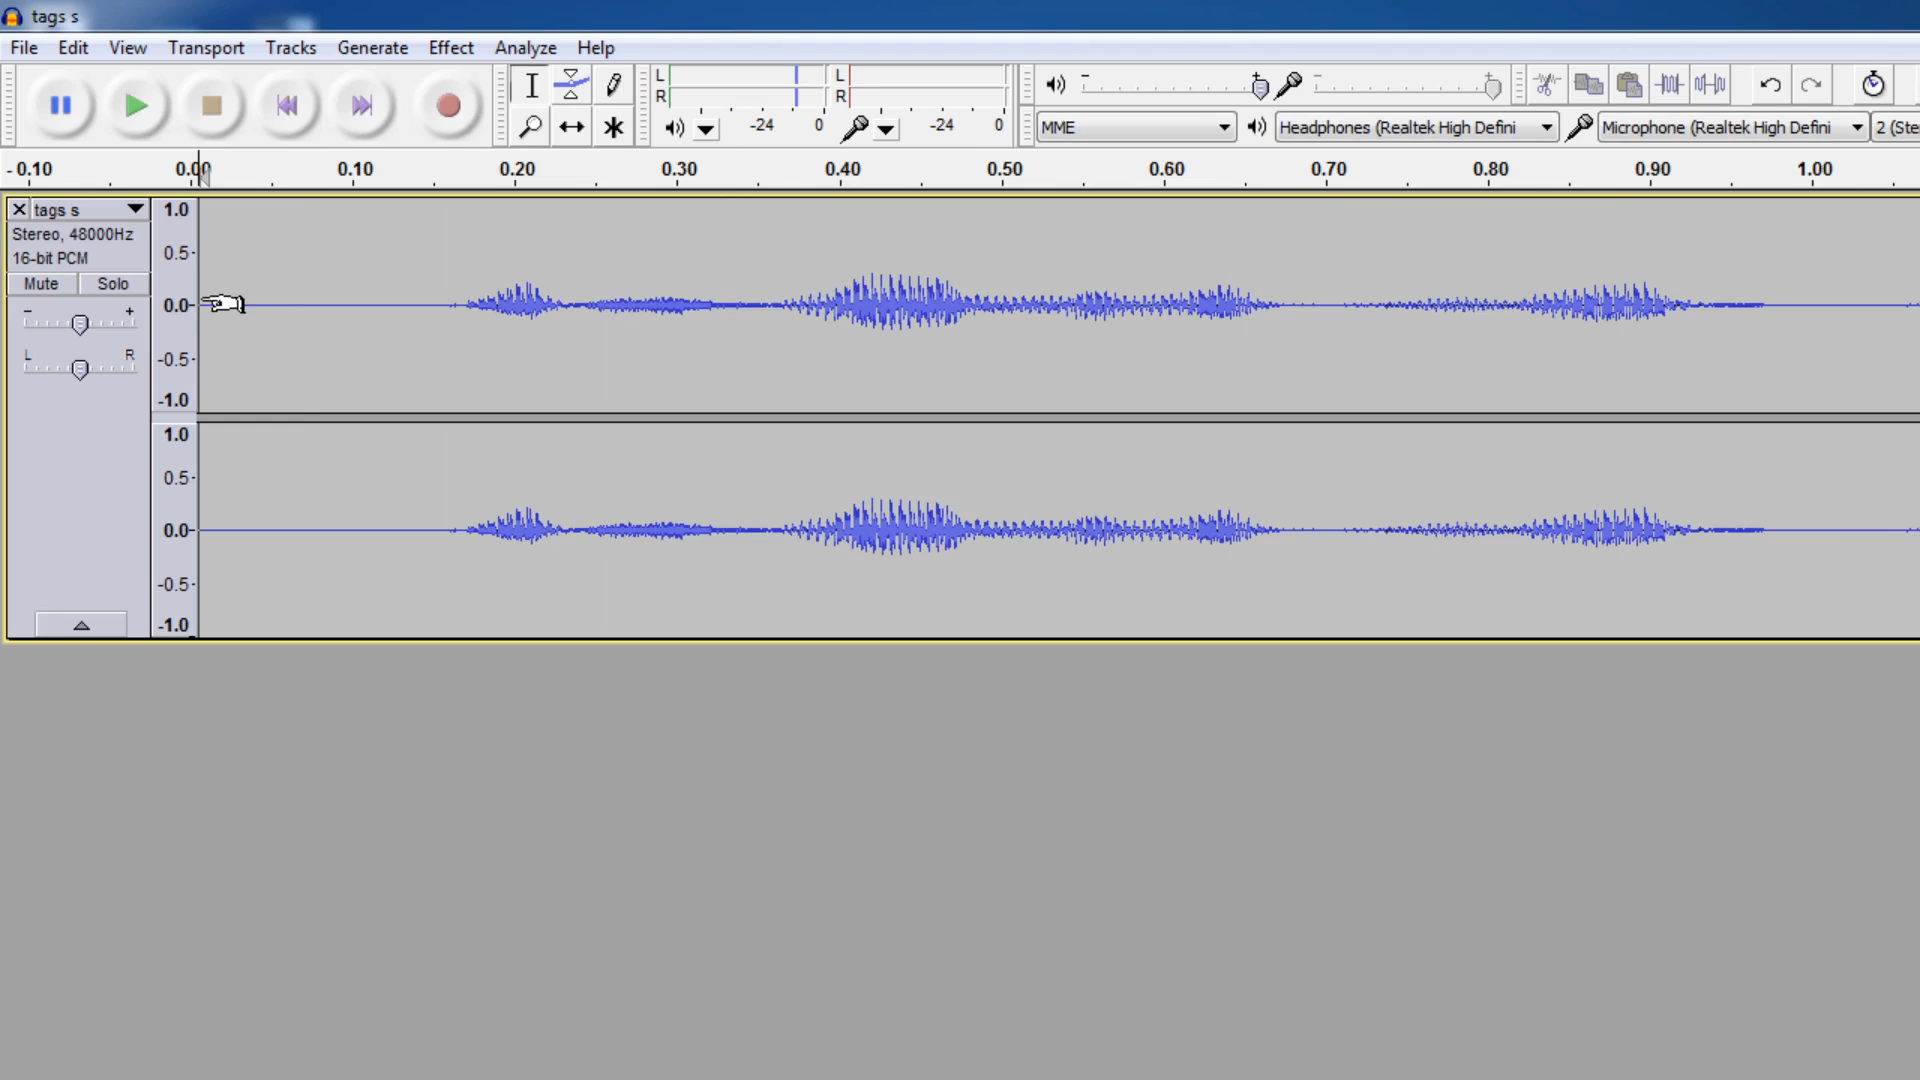 tags s
File Edit View Transport Tracks Generate Effect Analyze Help
L
R
L
R
-24 0
-24 0
MME
Headphones (Realtek High Defini
Microphone (Realtek High Defini
2 (Ste
- 0.10 0.00 0.10 0.20 0.30 0.40 0.50 0.60 0.70 0.80 0.90 1.00
tags s
Stereo, 48000Hz
16-bit PCM
Mute Solo
- +
L R
1.0
0.5-
0.0-
-0.5-
-1.0
1.0
0.5-
0.0-
-0.5-
-1.0